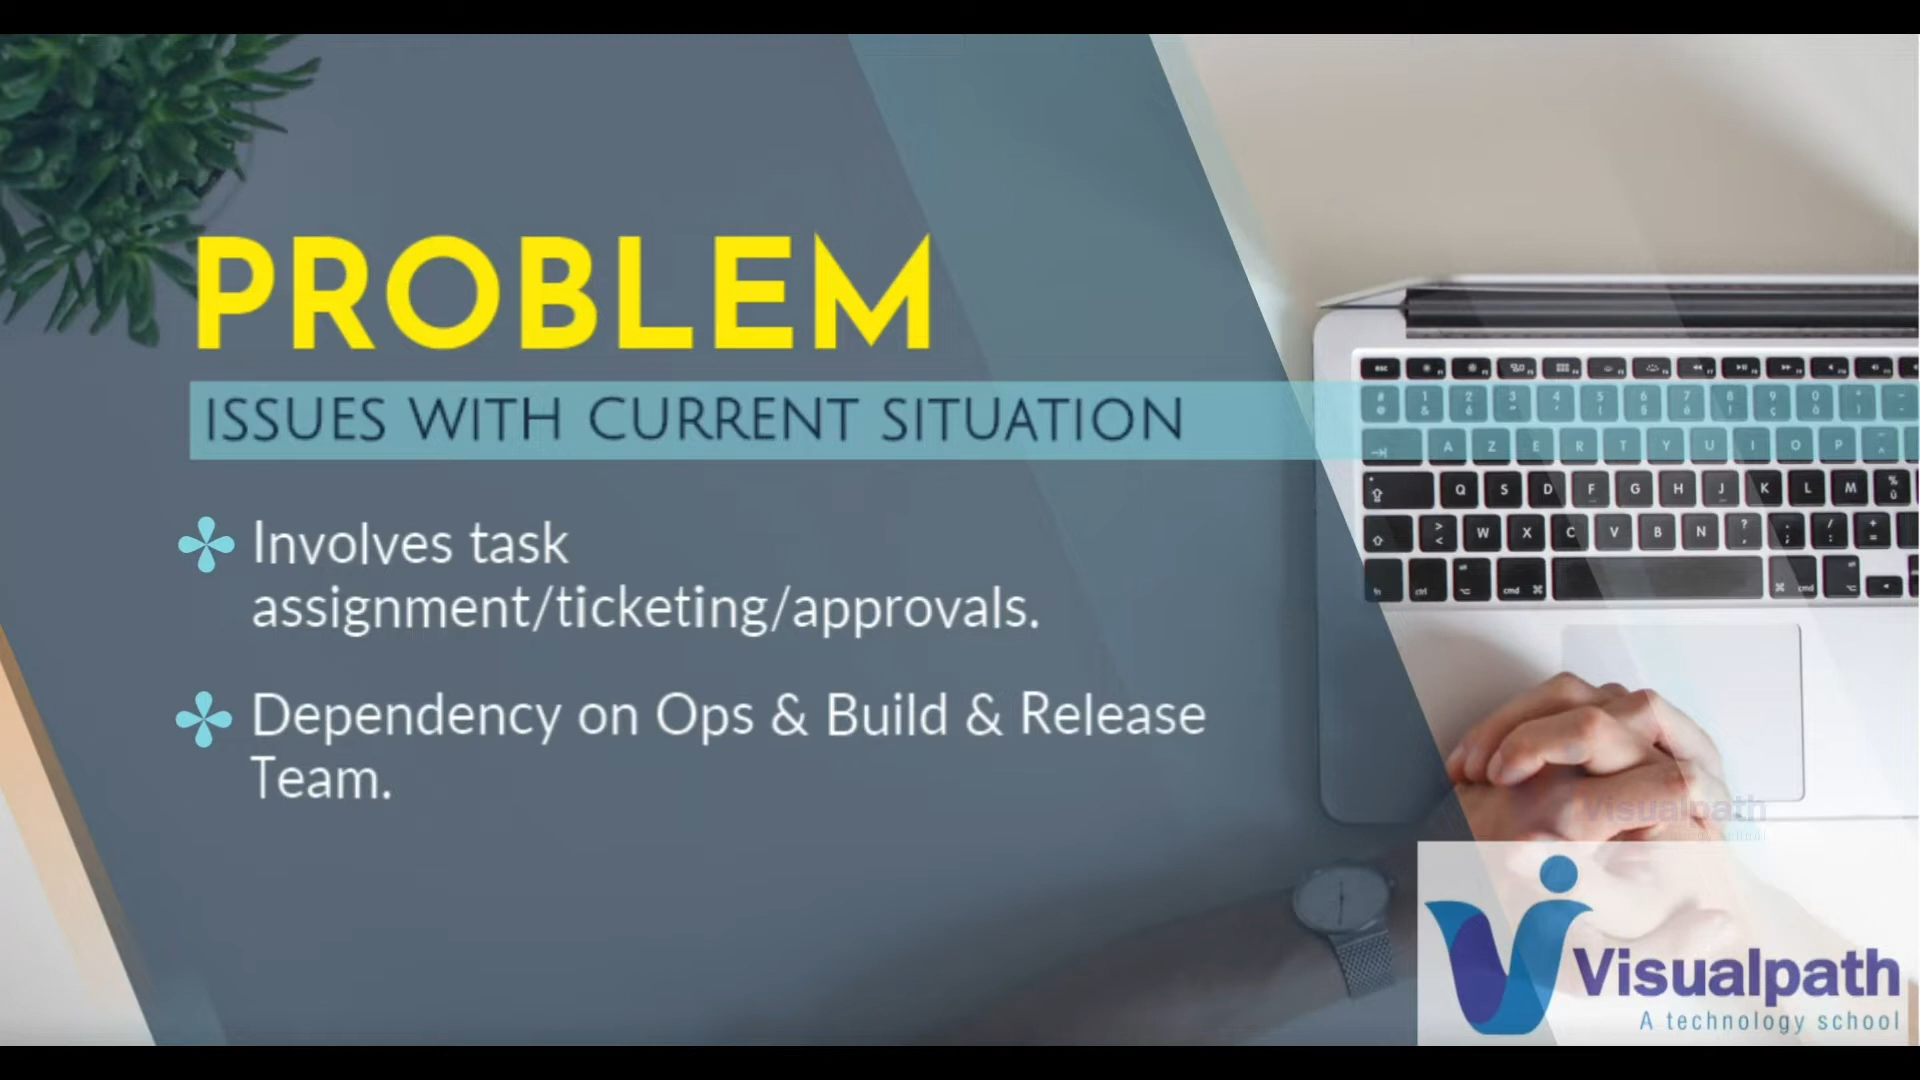 PROBLEM
ISSUES WITH CURRENT SITUATION
Involves task
assignment/ticketing/approvals.
Dependency on Ops & Build & Release
Team.
Visualpath
A technology school